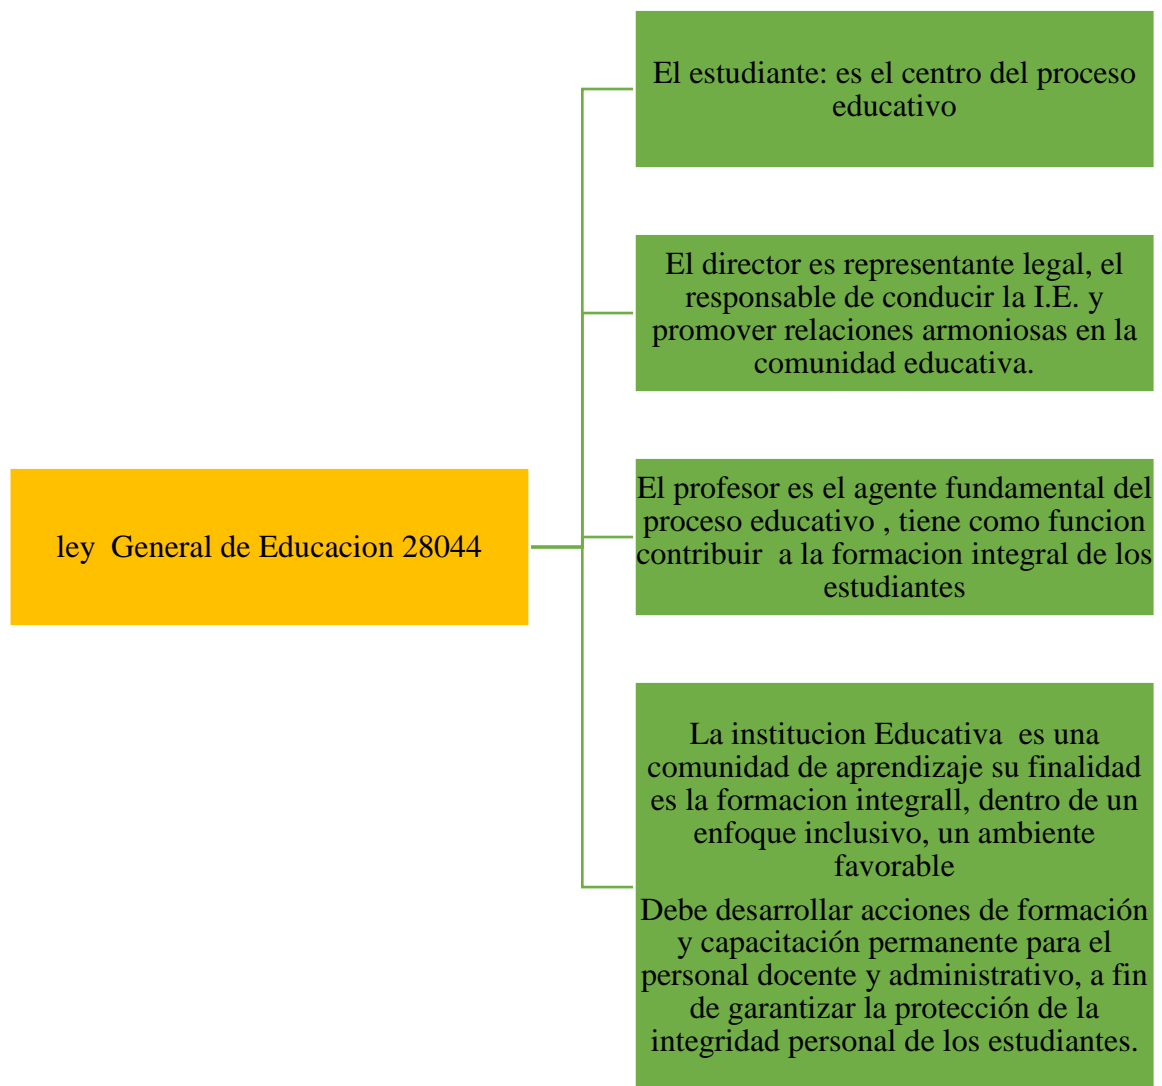 El estudiante: es el centro del proceso
educativo
El director es representante legal, el
responsable de conducir la I.E. y
promover relaciones armoniosas en la
comunidad educativa.
ley  General de Educacion 28044
El profesor es el agente fundamental del
proceso educativo , tiene como funcion
contribuir  a la formacion integral de los
estudiantes
La institucion Educativa  es una
comunidad de aprendizaje su finalidad
es la formacion integrall, dentro de un
enfoque inclusivo, un ambiente
favorable
Debe desarrollar acciones de formación
y capacitación permanente para el
personal docente y administrativo, a fin
de garantizar la protección de la
integridad personal de los estudiantes.